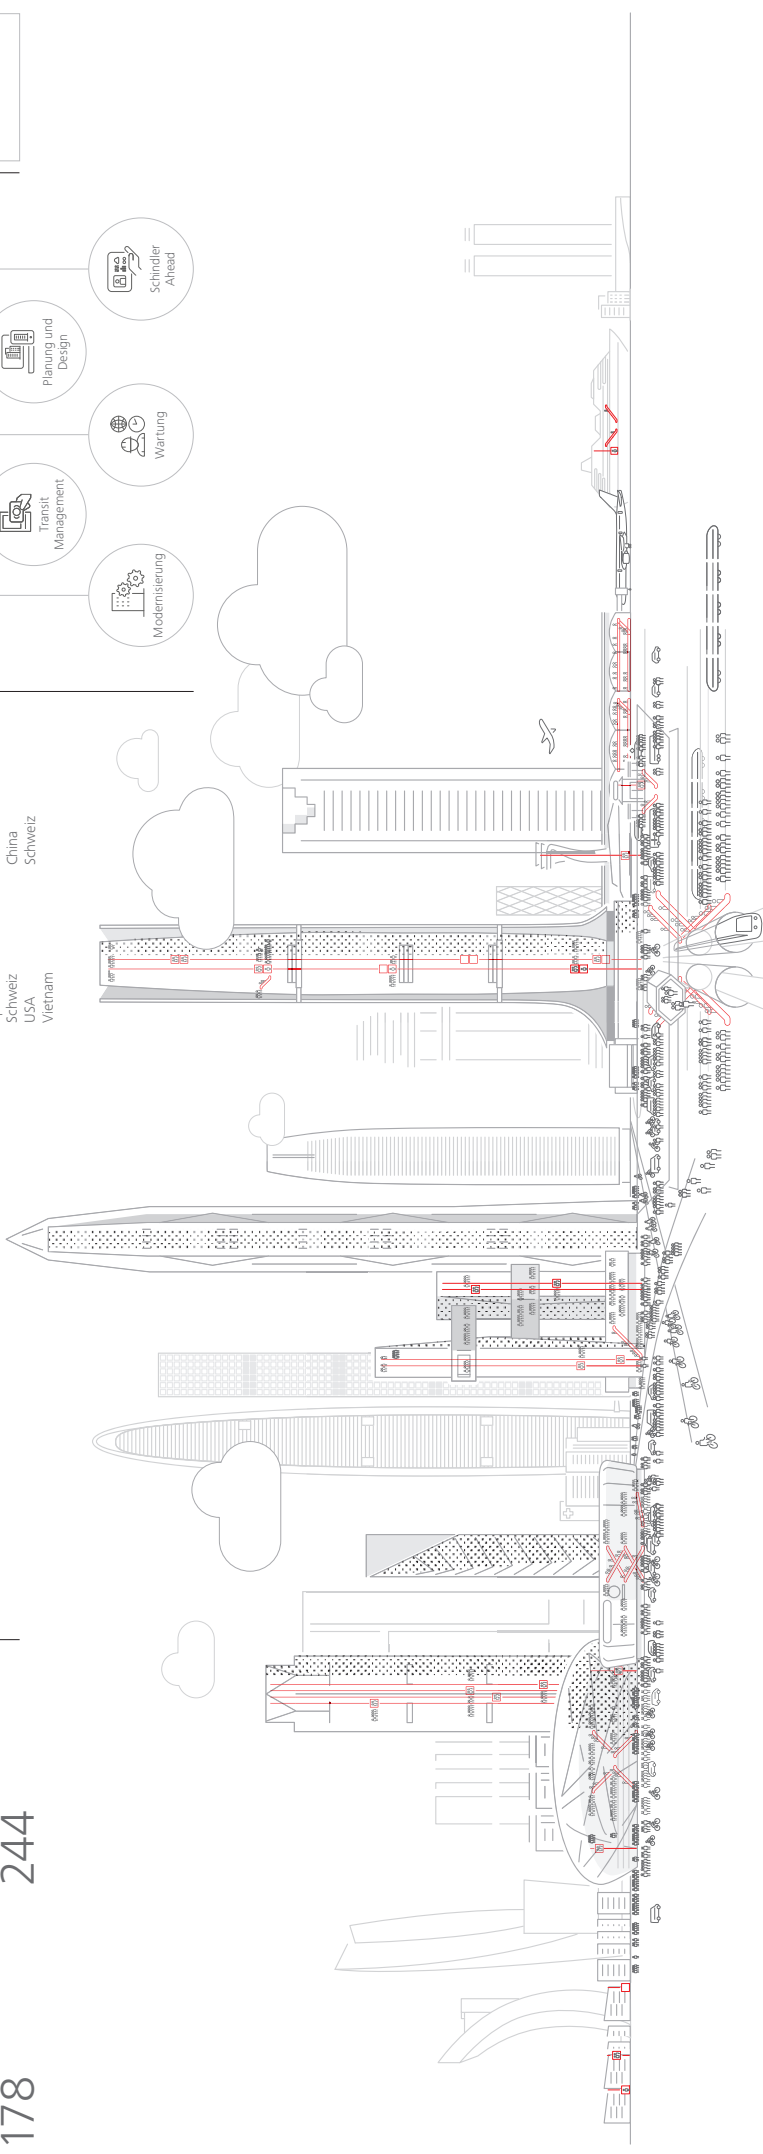 178
244
Schweiz
USA
Vietnam
China
Schweiz
Transit
Management
Planung und
Design
Modernisierung
Wartung
Schindler
Ahead